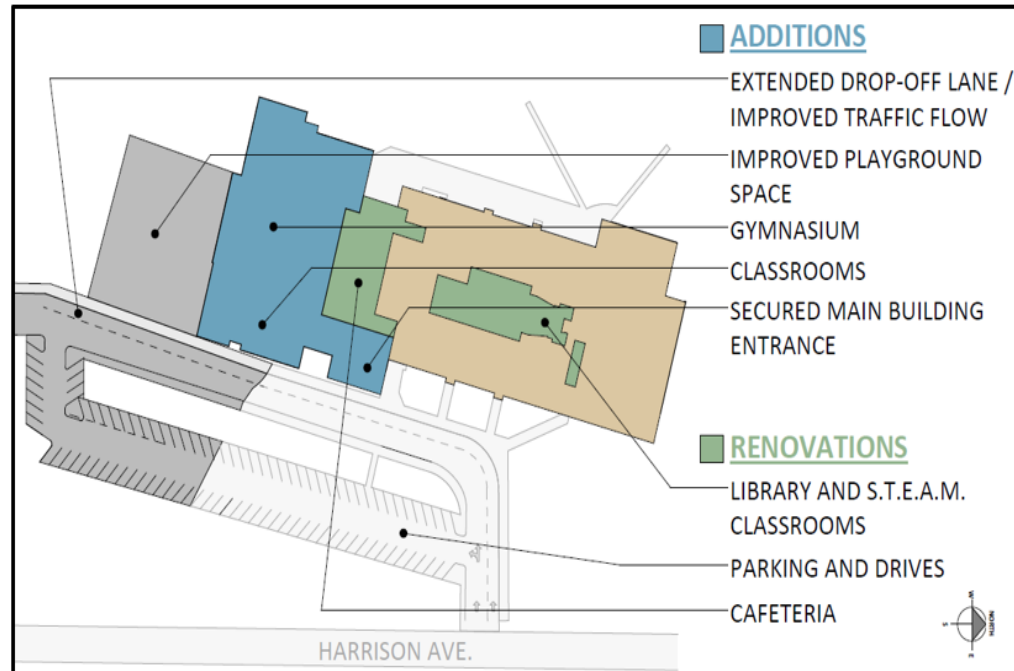 ADDITIONS
EXTENDED DROP-OFF LANE /
IMPROVED TRAFFIC FLOW
IMPROVED PLAYGROUND
SPACE
GYMNASIUM
CLASSROOMS
SECURED MAIN BUILDING
ENTRANCE
RENOVATIONS
LIBRARY AND S.T.E.A.M.
CLASSROOMS
PARKING AND DRIVES
CAFETERIA
HARRISON AVE.
W
S
NORTH
E